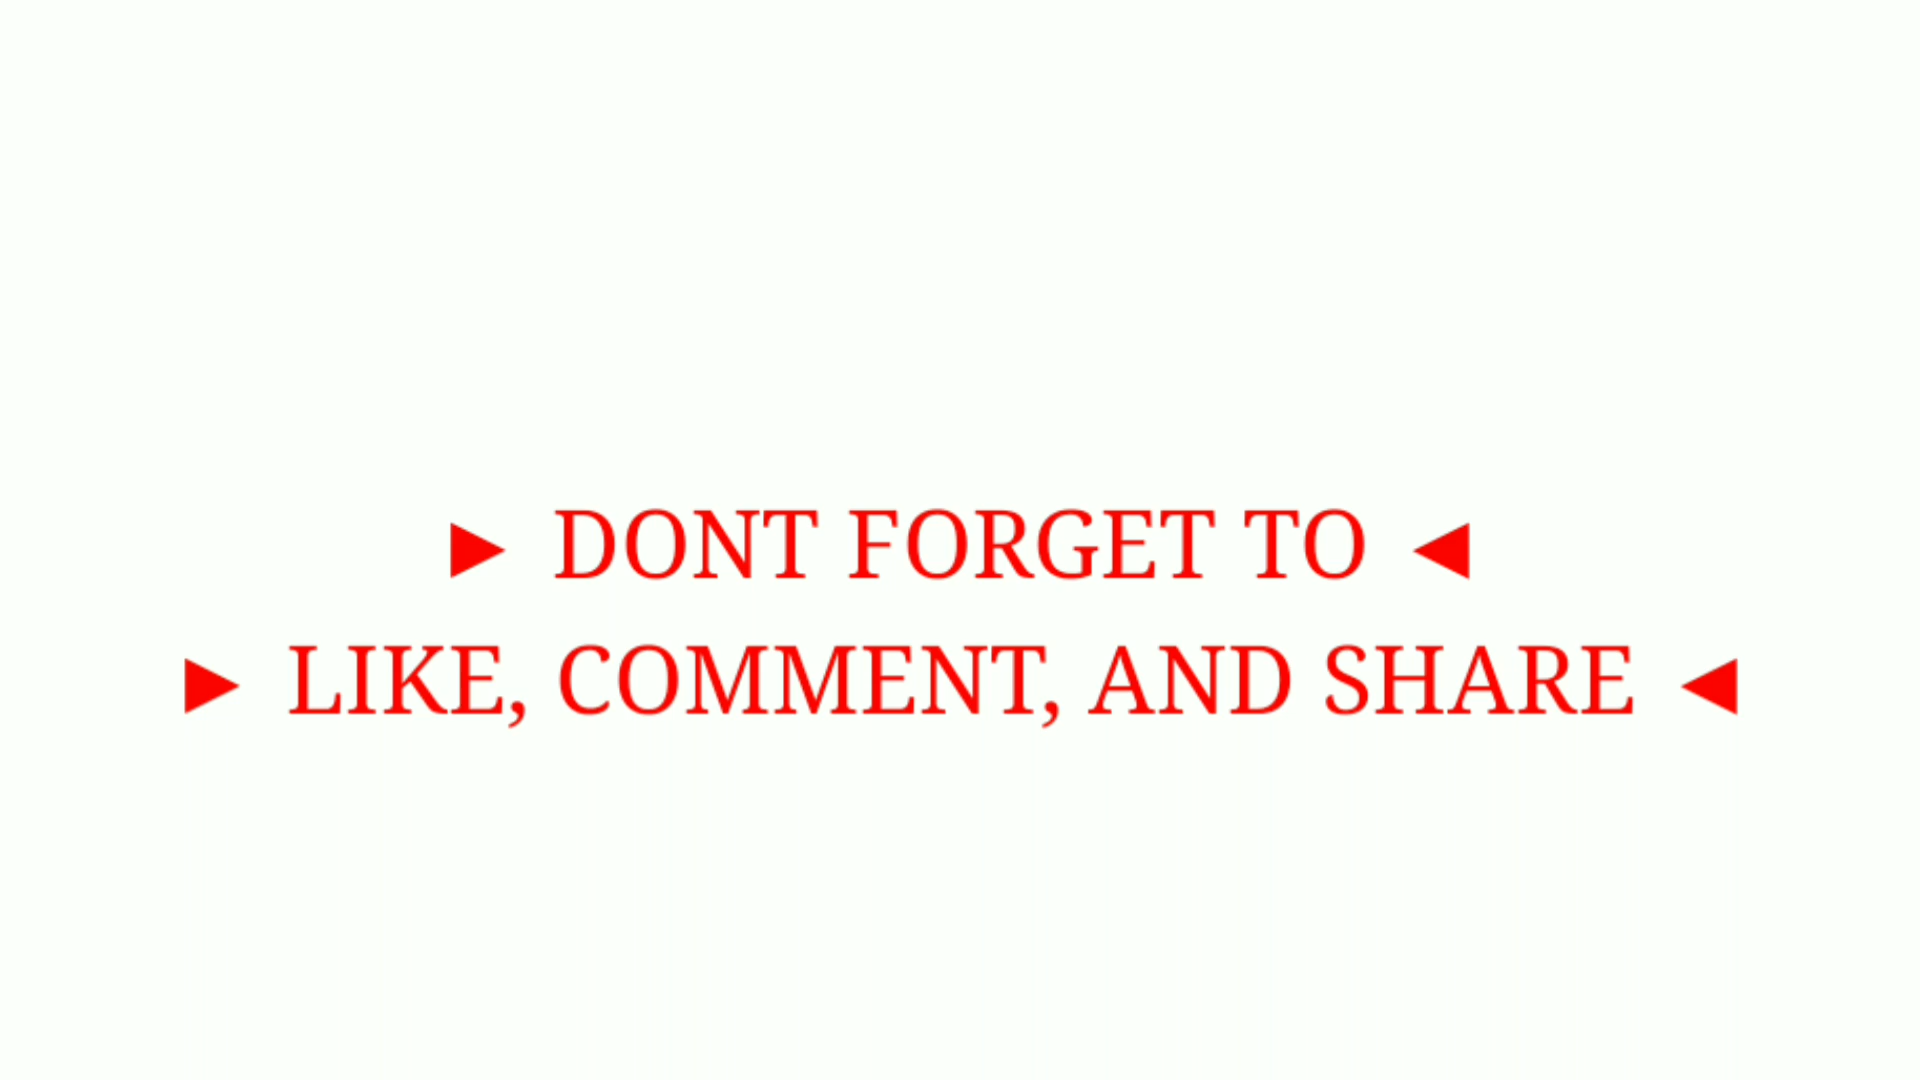 ► DONT FORGET TO ◄
► LIKE, COMMENT, AND SHARE ◄